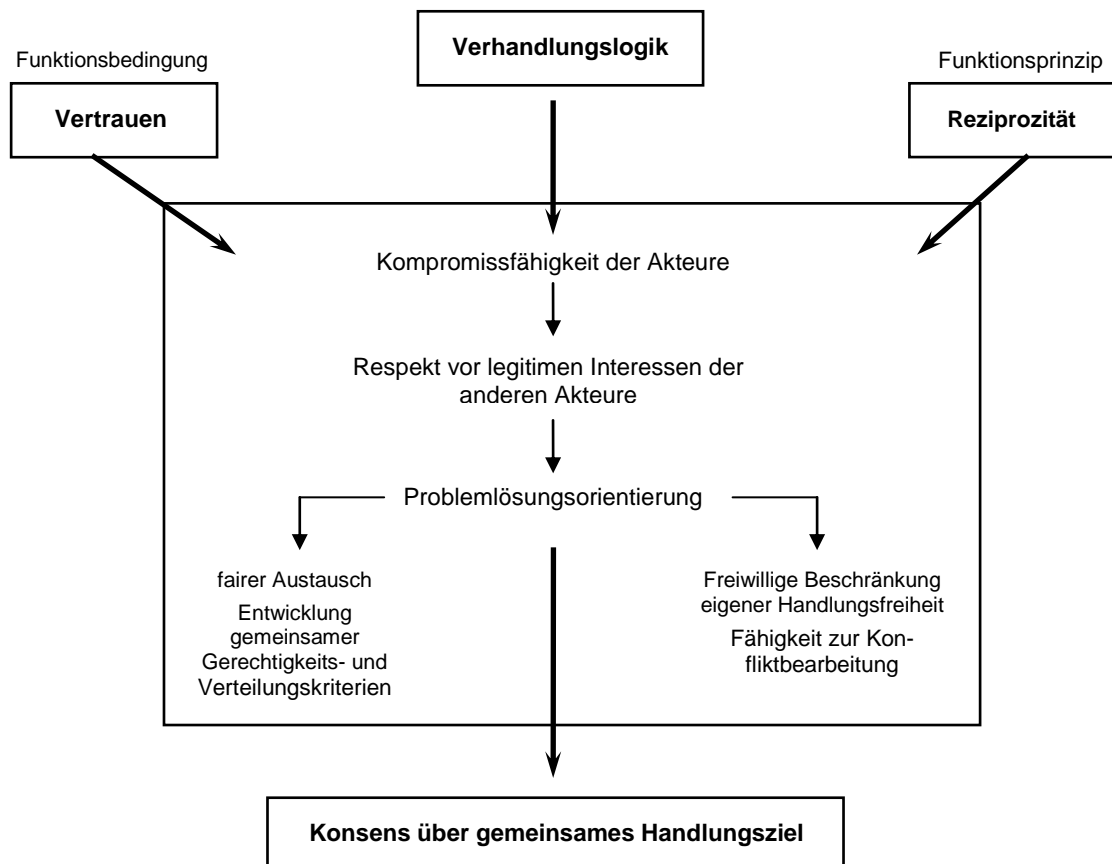 Verhandlungslogik
Funktionsbedingung
Funktionsprinzip
Vertrauen
Reziprozität
Kompromissfähigkeit der Akteure
Respekt vor legitimen Interessen der
anderen Akteure
Problemlösungsorientierung
fairer Austausch
Entwicklung
gemeinsamer
Gerechtigkeits- und
Verteilungskriterien
Freiwillige Beschränkung
eigener Handlungsfreiheit
Fähigkeit zur Kon-
fliktbearbeitung
Konsens über gemeinsames Handlungsziel